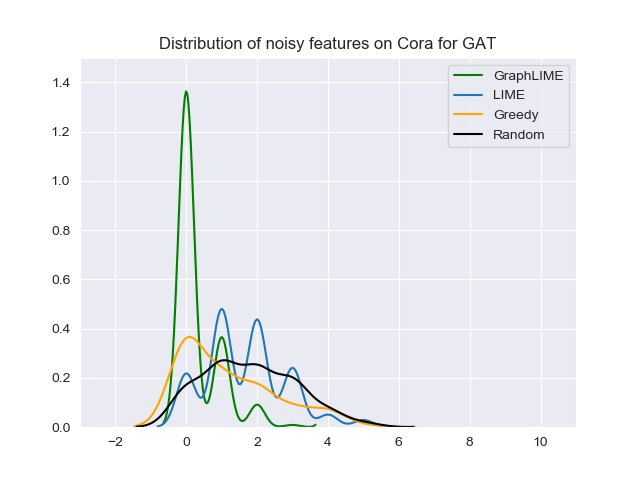 Distribution of noisy features on Cora for GAT
GraphLIME
LIME
Greedy
Random
1.4
1.2
1.0
0.8
0.6
0.4
0.2
0.0
−2 0 2 4 6 8 10